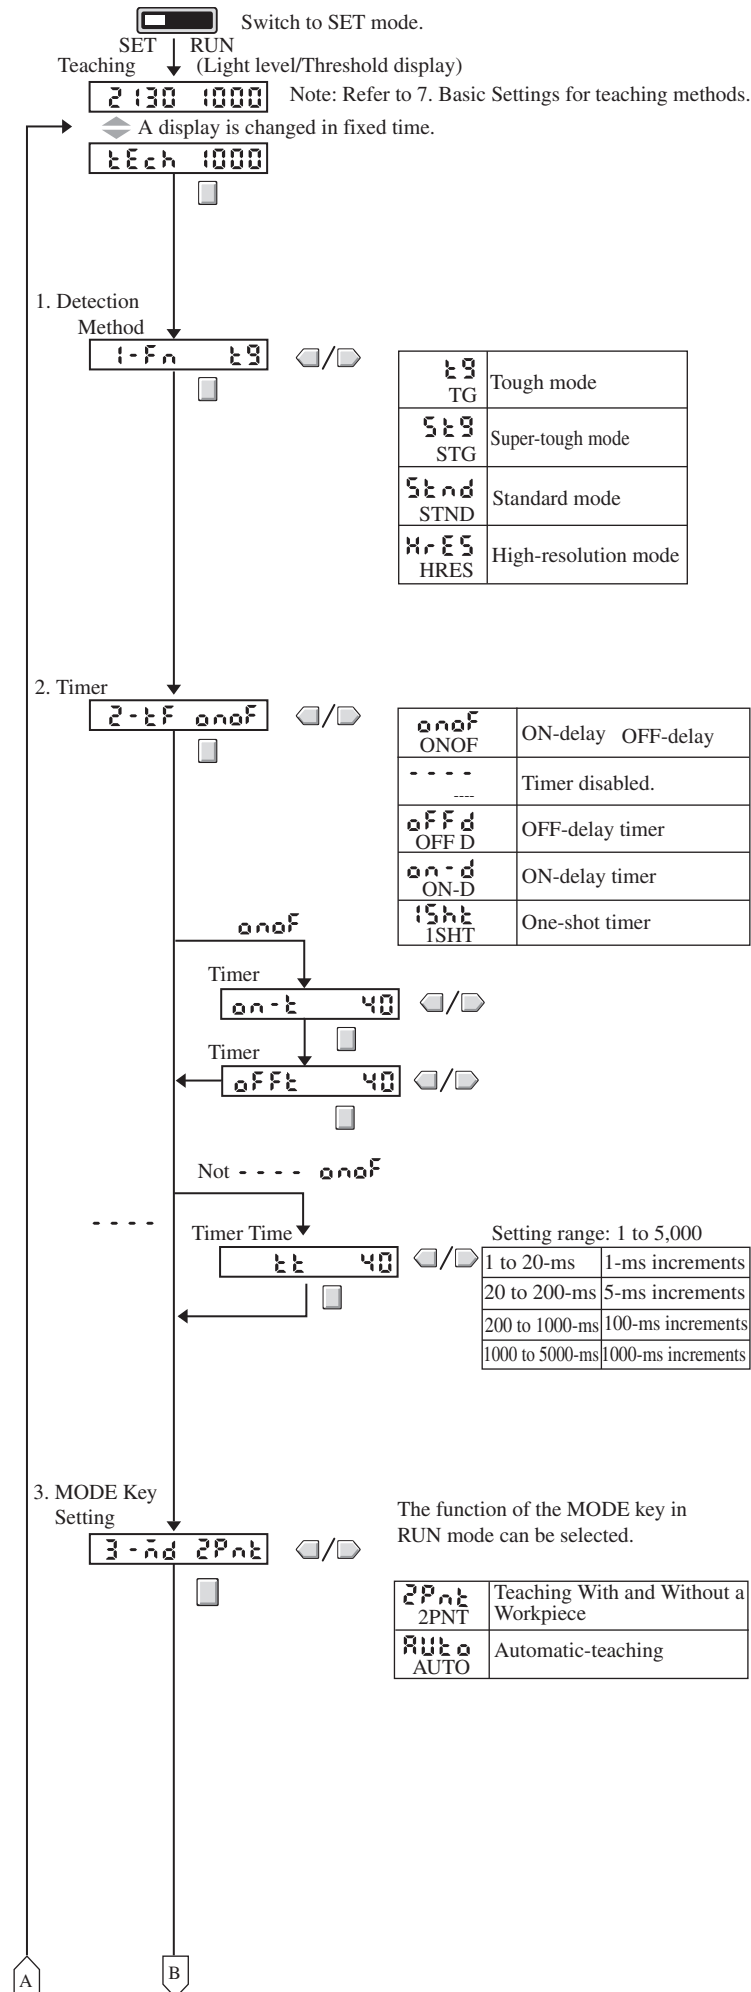 Switch to SET mode.
SET RUN
Teaching (Light level/Threshold display)
2130 1000 Note: Refer to 7. Basic Settings for teaching methods.
A display is changed in fixed time.
tEch 1000
1. Detection
Method
1-Fn tg /
tg
TG Tough mode
Stg
STG Super-tough mode
Stnd
STND Standard mode
HrES
HRES High-resolution mode
2. Timer
2-tF onoF /
onoF
ONOF ON-delay OFF-delay
- - - -
---- Timer disabled.
oFFd
OFF D OFF-delay timer
on-d
ON-D ON-delay timer
1Sht
1SHT One-shot timer
onoF
Timer
on-t 40 /
Timer
oFFt 40 /
Not - - - - onoF
- - - -
Timer Time
tt 40 /
Setting range: 1 to 5,000
1 to 20-ms 1-ms increments
20 to 200-ms 5-ms increments
200 to 1000-ms 100-ms increments
1000 to 5000-ms 1000-ms increments
3. MODE Key
Setting
3-md 2Pnt /
The function of the MODE key in
RUN mode can be selected.
2Pnt
2PNT Teaching With and Without a
Workpiece
AUto
AUTO Automatic-teaching
A
B